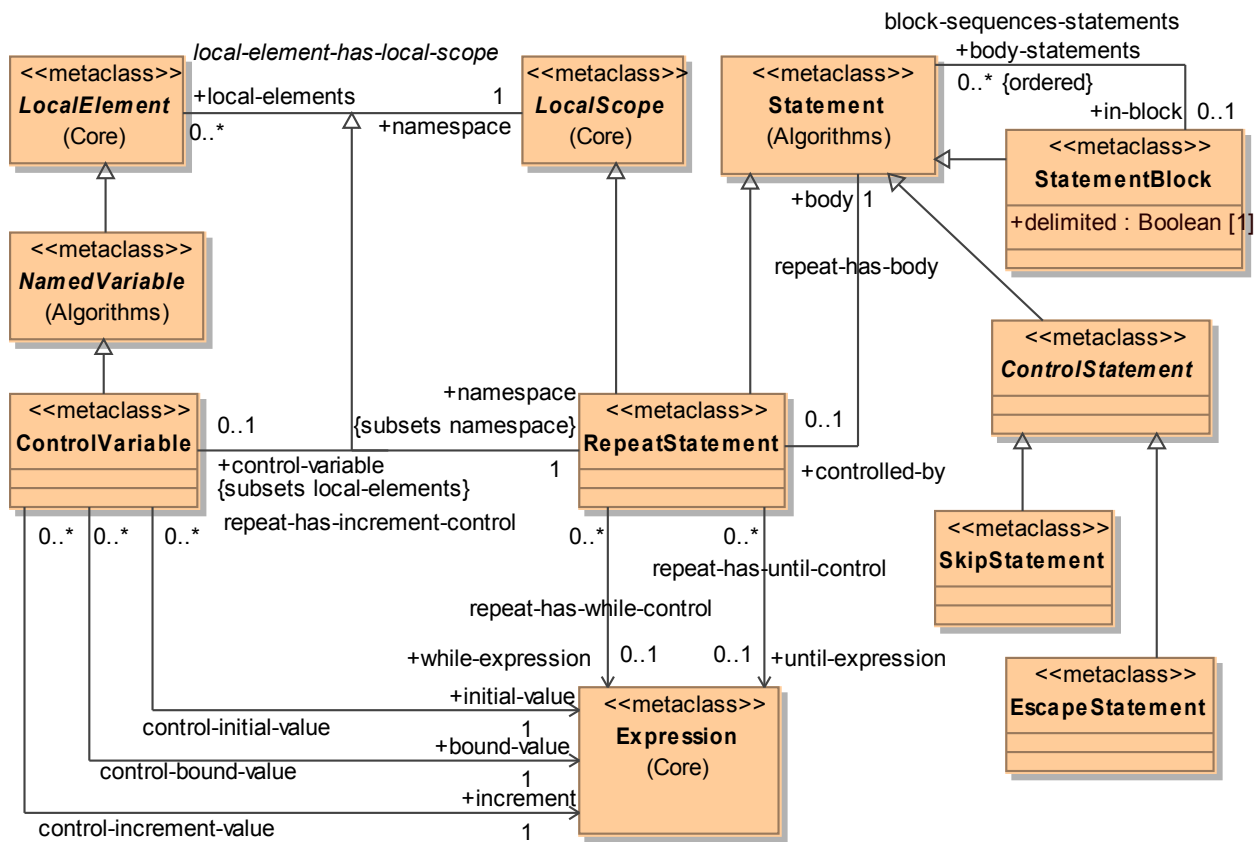 block-sequences-statements
local-element-has-local-scope
+body-statements
<<metaclass>>
LocalElement
(Core)
+local-elements
0..*
1
+namespace
<<metaclass>>
LocalScope
(Core)
<<metaclass>>
Statement
(Algorithms)
0..* {ordered}
+in-block
0..1
<<metaclass>>
StatementBlock
+delimited : Boolean [1]
+body
1
repeat-has-body
<<metaclass>>
NamedVariable
(Algorithms)
<<metaclass>>
ControlStatement
<<metaclass>>
ControlVariable
0..1
+control-variable
{subsets local-elements}
repeat-has-increment-control
+namespace
{subsets namespace}
1
<<metaclass>>
RepeatStatement
0..1
+controlled-by
0..*
0..*
0..*
0..*
0..*
repeat-has-until-control
repeat-has-while-control
<<metaclass>>
SkipStatement
+while-expression
0..1
0..1
+until-expression
<<metaclass>>
EscapeStatement
+initial-value
control-initial-value
1
+bound-value
control-bound-value
1
+increment
control-increment-value
1
<<metaclass>>
Expression
(Core)